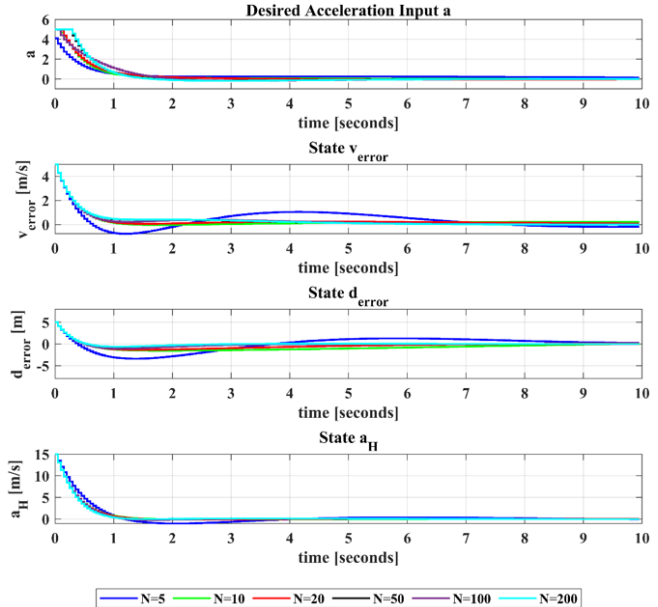 Desired Acceleration Input a
6
4
2
0
a
0 1 2 3 4 5 6 7 8 9 10
time [seconds]
State v_error
4
2
0
v_error [m/s]
0 1 2 3 4 5 6 7 8 9 10
time [seconds]
State d_error
5
0
-5
d_error [m]
0 1 2 3 4 5 6 7 8 9 10
time [seconds]
State a_H
15
10
5
0
a_H [m/s]
0 1 2 3 4 5 6 7 8 9 10
time [seconds]
N=5 N=10 N=20 N=50 N=100 N=200